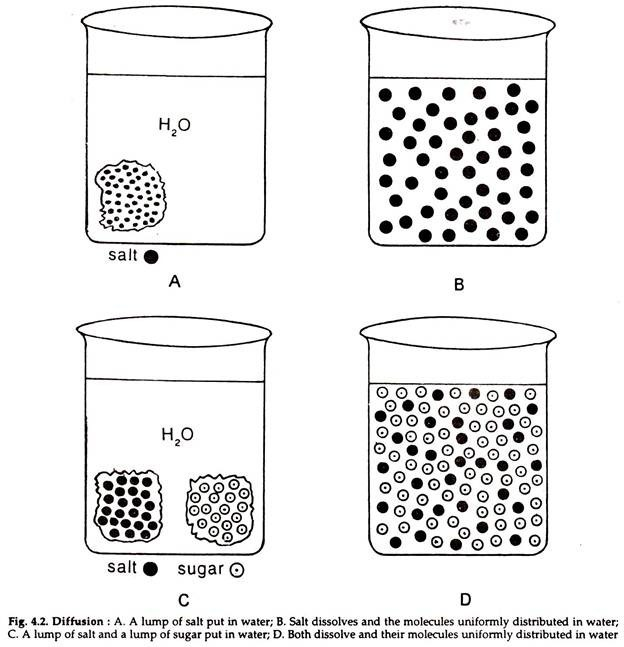 H₂O
salt
A
B
H₂O
salt sugar
C
D
Fig. 4.2. Diffusion : A. A lump of salt put in water; B. Salt dissolves and the molecules uniformly distributed in water;
C. A lump of salt and a lump of sugar put in water; D. Both dissolve and their molecules uniformly distributed in water